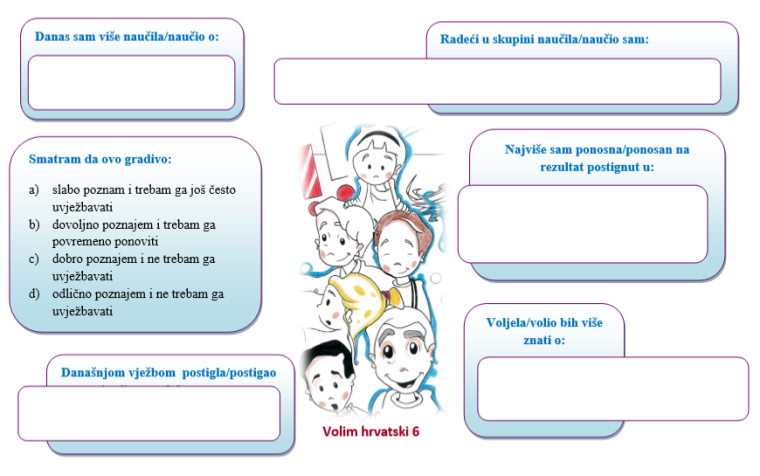 Danas sam više naučila/naučio o:
Radeći u skupini naučila/naučio sam:
Smatram da ovo gradivo:
a) slabo poznam i trebam ga još često
uvježbavati
b) dovoljno poznajem i trebam ga
povremeno ponoviti
c) dobro poznajem i ne trebam ga
uvježbavati
d) odlično poznajem i ne trebam ga
uvježbavati
Najviše sam ponosna/ponosan na
rezultat postignut u:
Voljela/volio bih više
znati o:
Današnjom vježbom postigla/postigao
Volim hrvatski 6